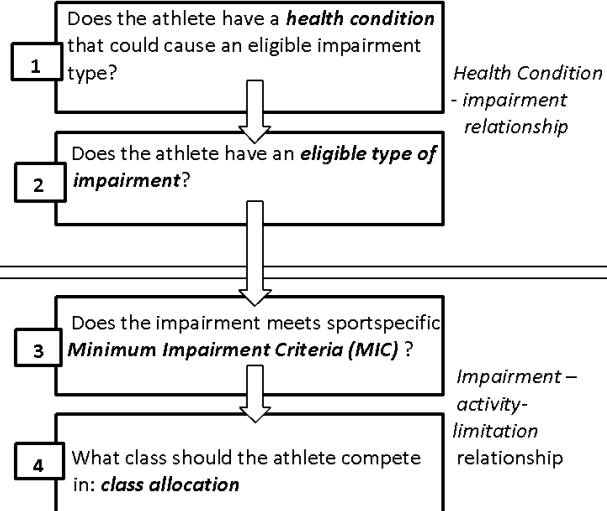 Does the athlete have a health condition
that could cause an eligible impairment
type?
1
Health Condition
- impairment
relationship
Does the athlete have an eligible type of
impairment?
2
Does the impairment meets sportspecific
Minimum Impairment Criteria (MIC) ?
3
Impairment –
activity-
limitation
relationship
4
What class should the athlete compete
in: class allocation